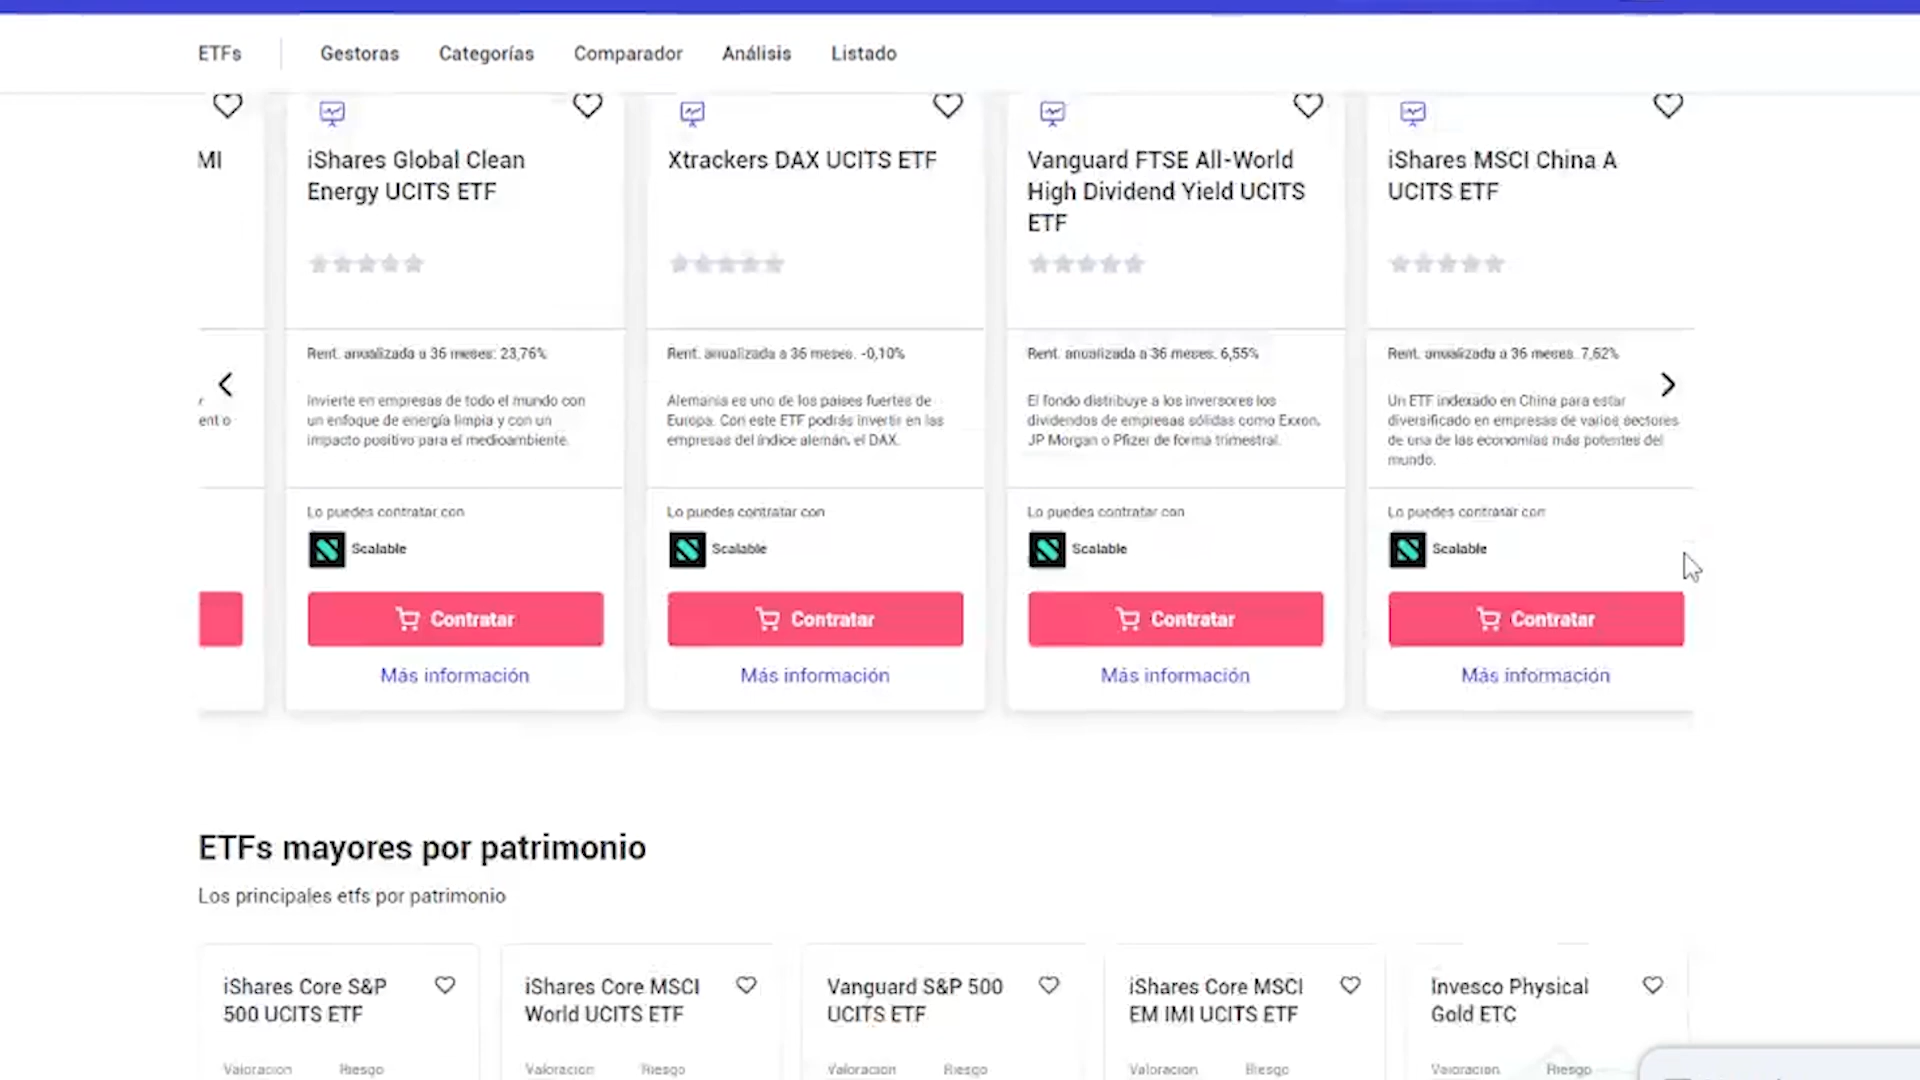 ETFs
Gestoras
Categorías
Comparador
Análisis
Listado
MI
iShares Global Clean
Energy UCITS ETF
Xtrackers DAX UCITS ETF
Vanguard FTSE All-World
High Dividend Yield UCITS
ETF
iShares MSCI China A
UCITS ETF
Rent. anualizada a 36 meses: 23,76%
Rent. anualizada a 36 meses: -0,10%
Rent. anualizada a 36 meses: 6,55%
Rent. anualizada a 36 meses: 7,62%
Invierte en empresas de todo el mundo con
un enfoque de energía limpia y con un
impacto positivo para el medioambiente.
Alemania es uno de los países fuertes de
Europa. Con este ETF podrás invertir en las
empresas del índice alemán, el DAX.
El fondo distribuye a los inversores los
dividendos de empresas sólidas como Exxon,
JP Morgan o Pfizer de forma trimestral.
Un ETF indexado en China para estar
diversificado en empresas de varios sectores
de una de las economías más potentes del
mundo.
Lo puedes contratar con
Lo puedes contratar con
Lo puedes contratar con
Lo puedes contratar con
Scalable
Scalable
Scalable
Scalable
Contratar
Contratar
Contratar
Contratar
Más información
Más información
Más información
Más información
ETFs mayores por patrimonio
Los principales etfs por patrimonio
iShares Core S&P
500 UCITS ETF
iShares Core MSCI
World UCITS ETF
Vanguard S&P 500
UCITS ETF
iShares Core MSCI
EM IMI UCITS ETF
Invesco Physical
Gold ETC
Valoracion Riesgo
Valoracion Riesgo
Valoracion Riesgo
Valoracion Riesgo
Valoracion Riesgo